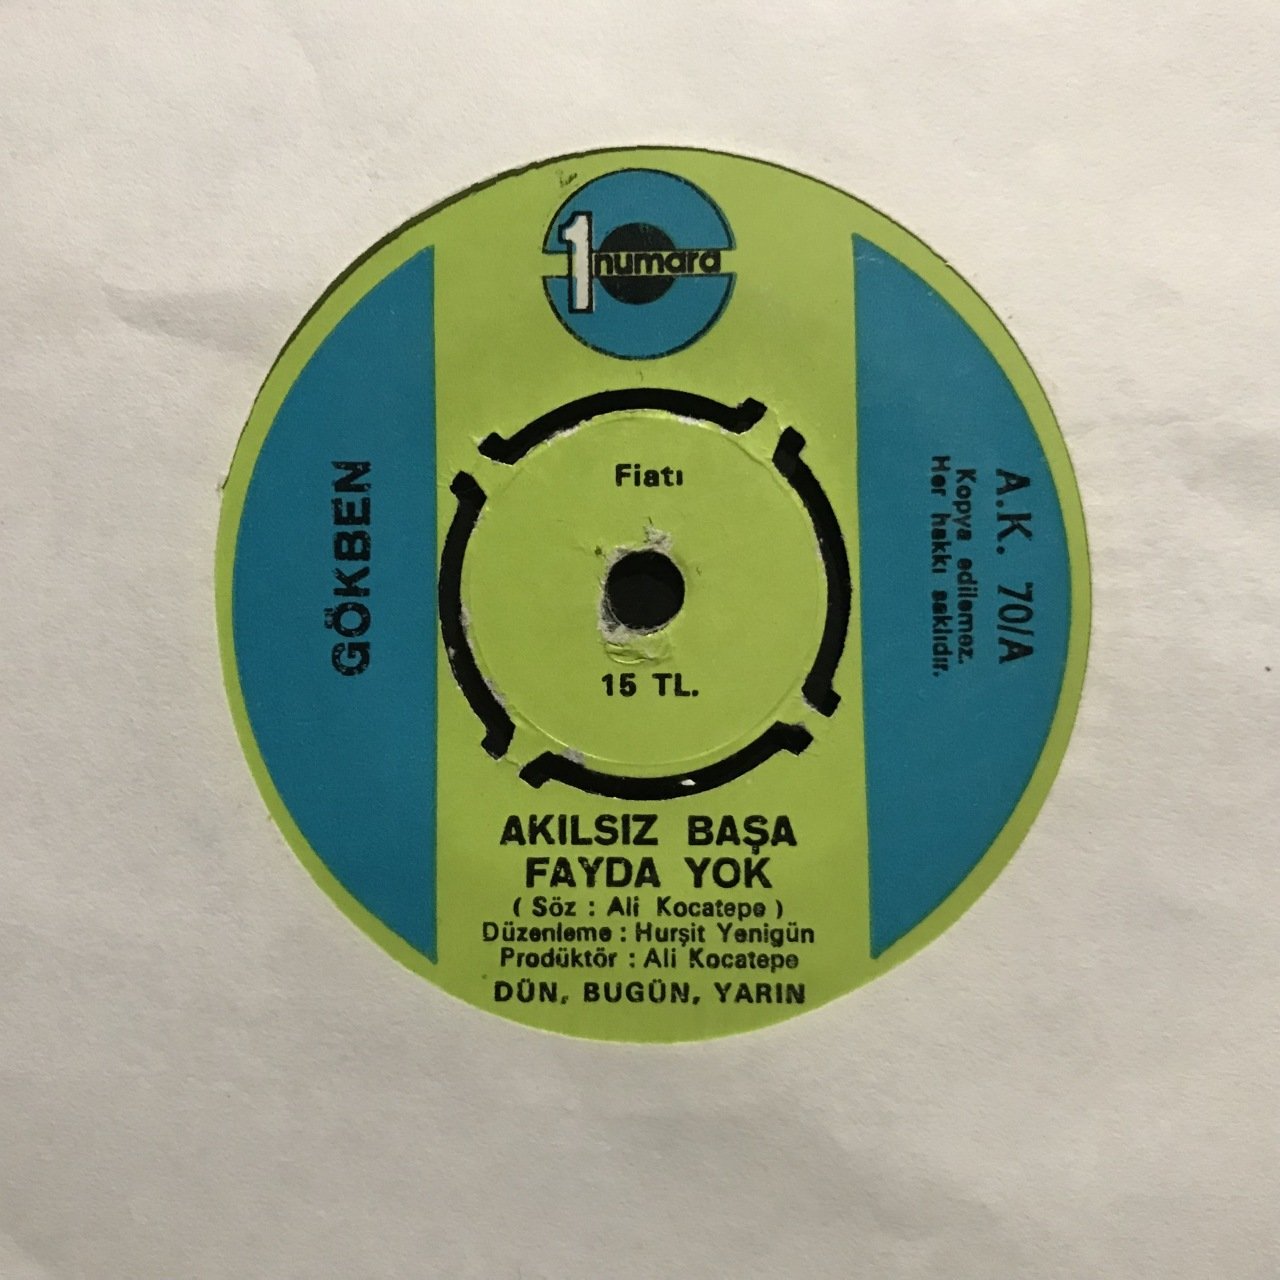 1 numara
GÖKBEN
Fiatı
15 TL.
A.K. 70/A
Kopya edilemez.
Her hakkı saklıdır.
AKILSIZ BAŞA
FAYDA YOK
( Söz : Ali Kocatepe )
Düzenleme : Hurşit Yenigün
Prodüktör : Ali Kocatepe
DÜN, BUGÜN, YARIN